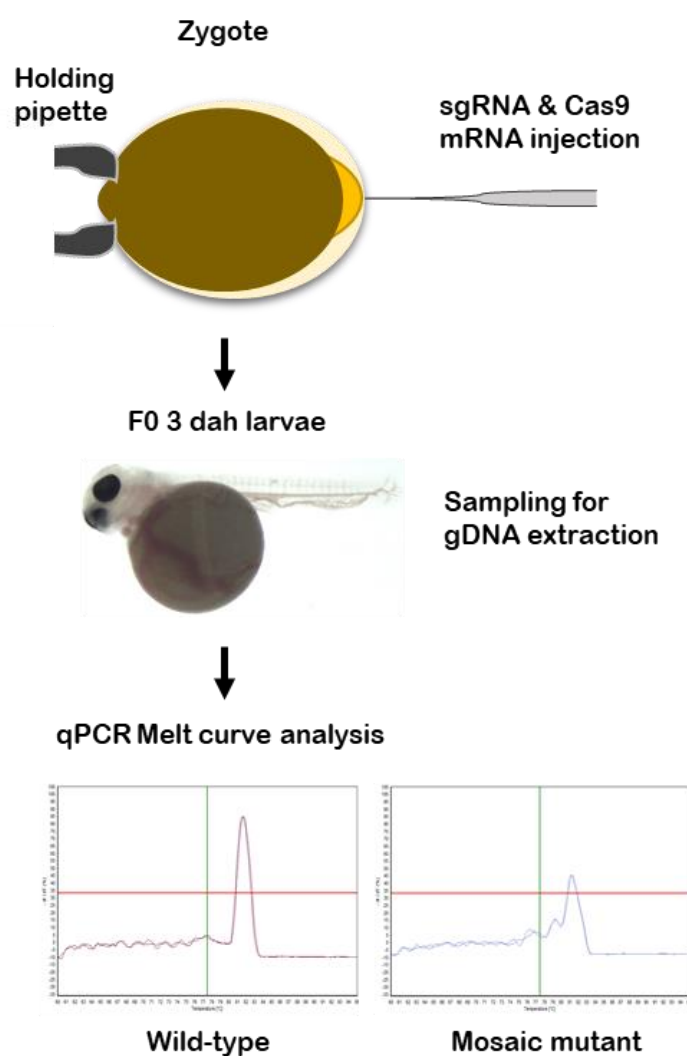 Zygote
Holding
pipette
sgRNA & Cas9
mRNA injection
F0 3 dah larvae
Sampling for
gDNA extraction
qPCR Melt curve analysis
Wild-type
Mosaic mutant